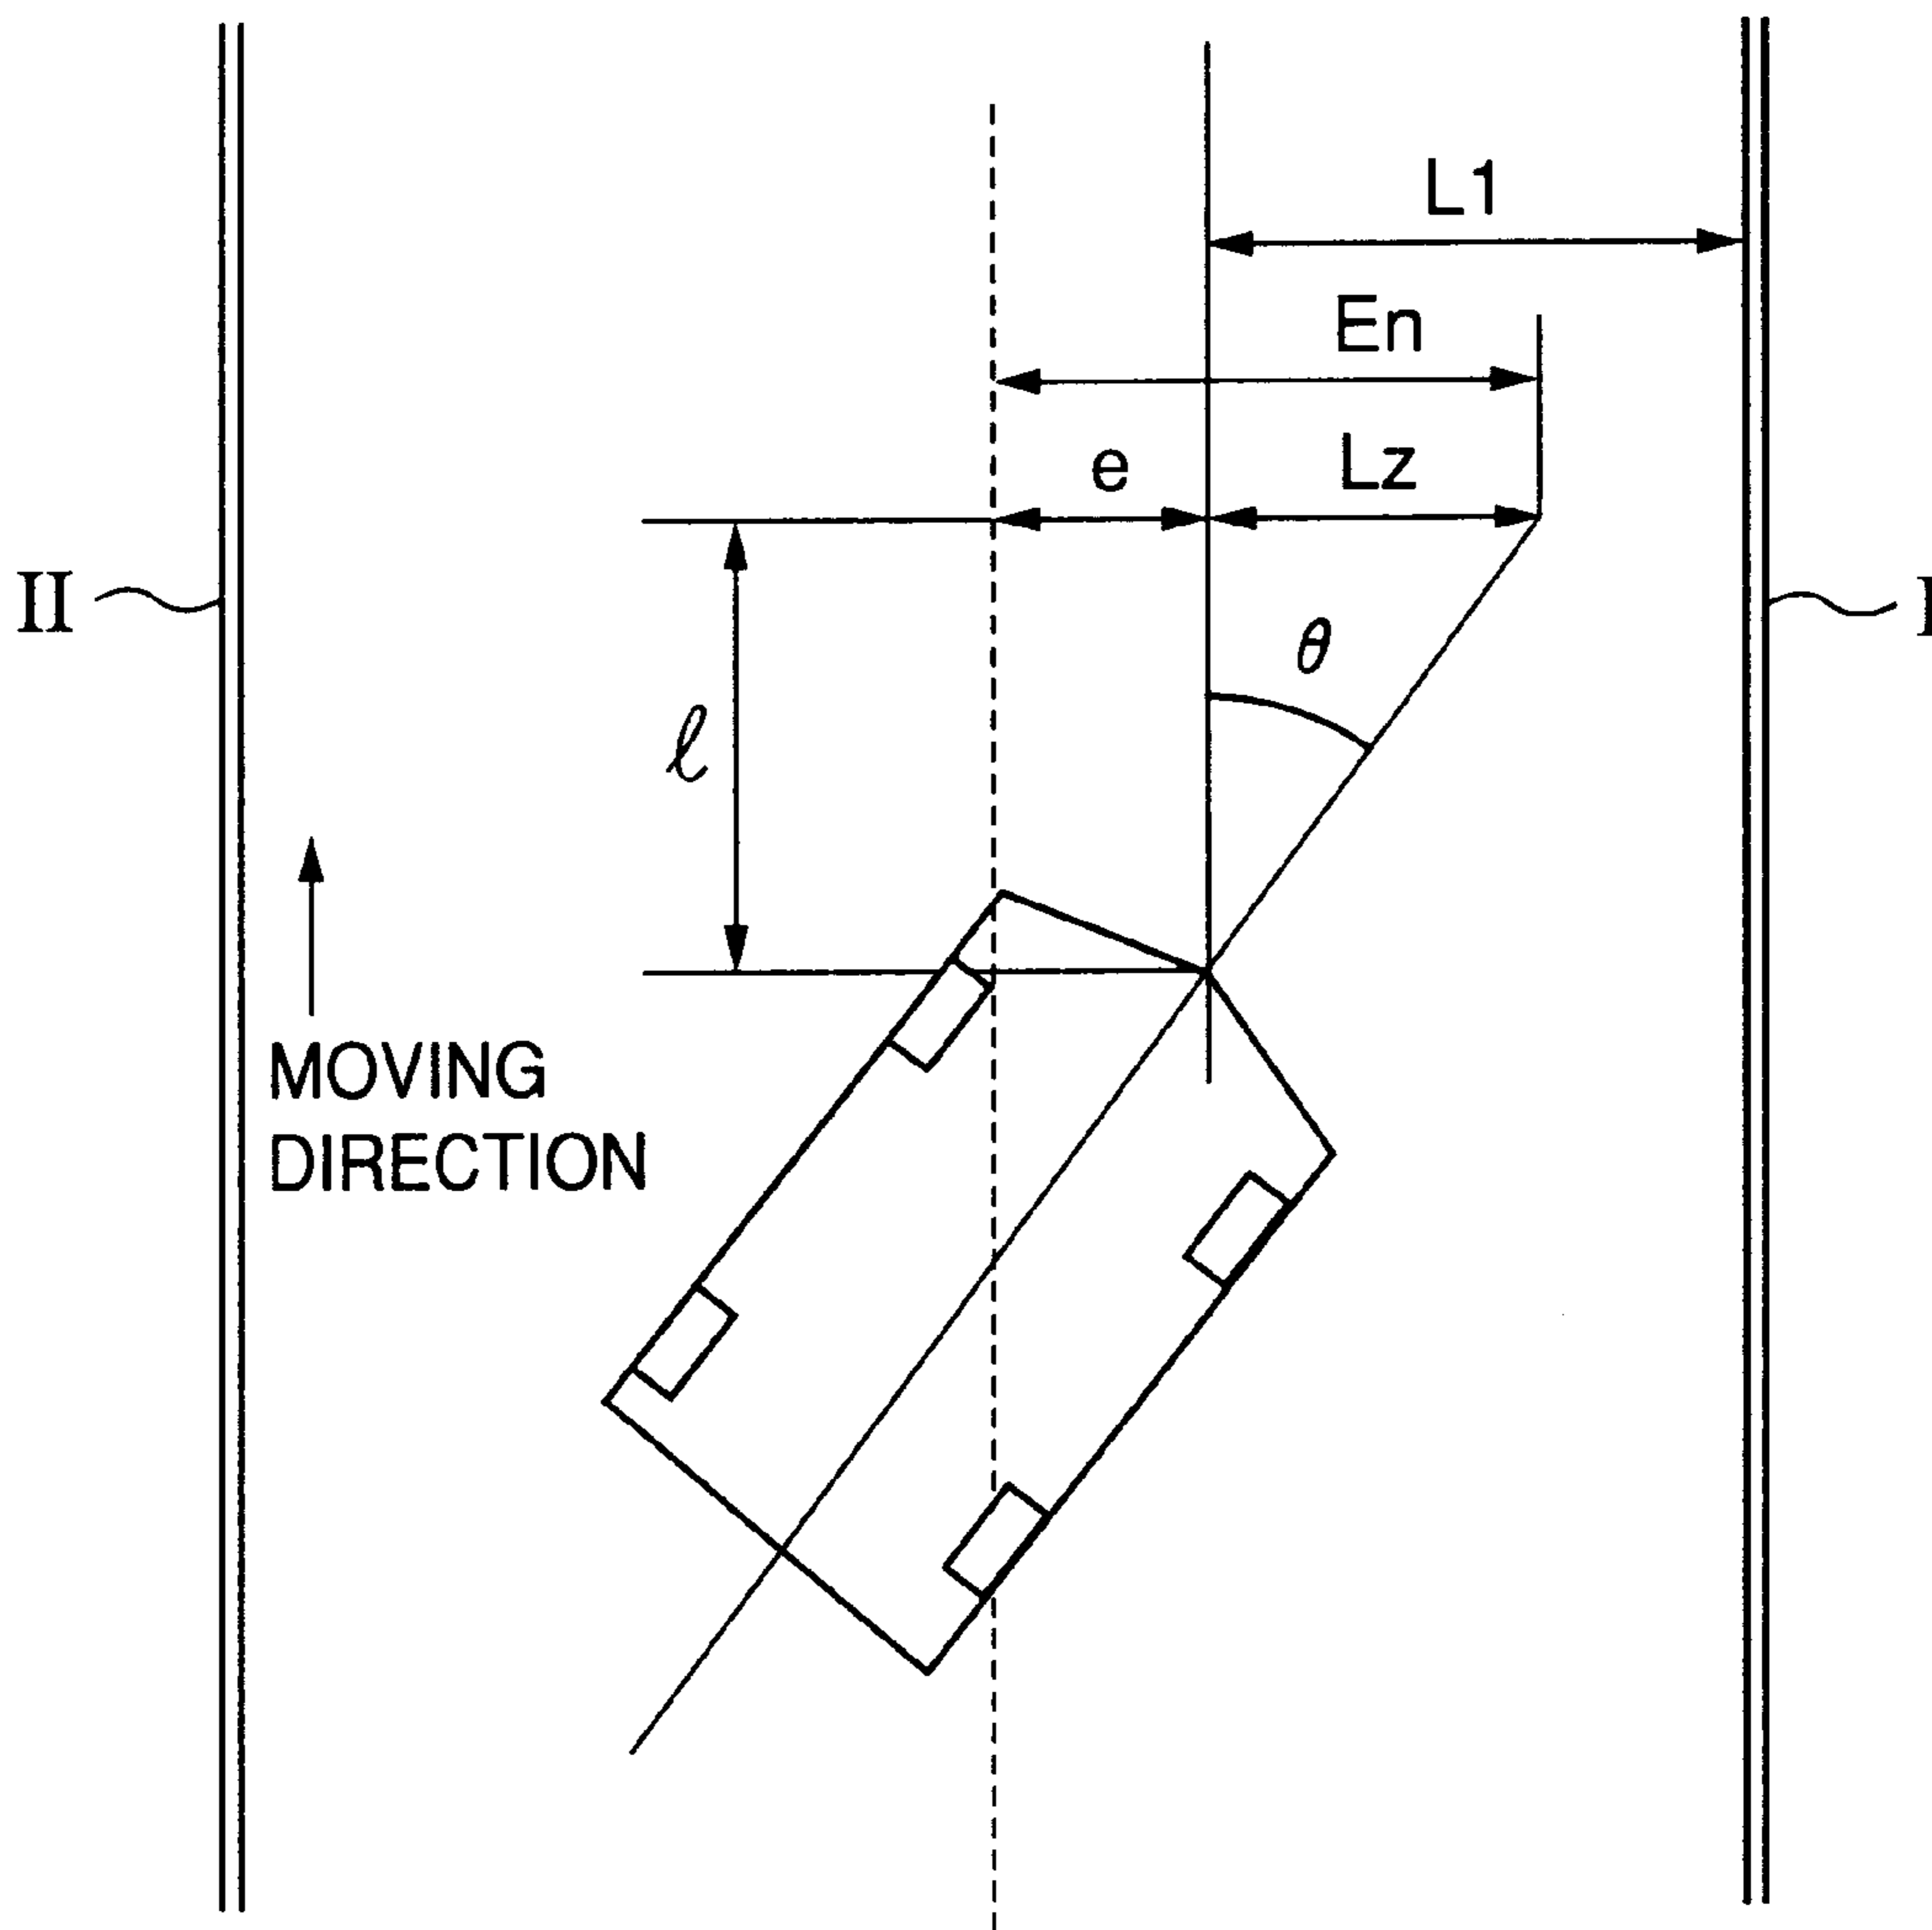 L1
En
e
Lz
II
I
θ
ℓ
MOVING
DIRECTION